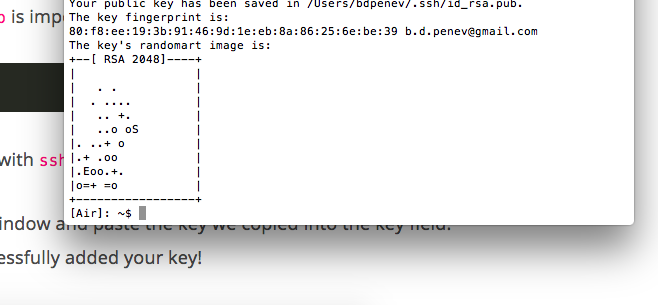 Your public key has been saved in /Users/bdpenev/.ssh/id_rsa.pub.
The key fingerprint is:
80:f8:ee:19:3b:91:46:9d:1e:eb:8a:86:25:6e:be:39 b.d.penev@gmail.com
The key's randomart image is:
+--[ RSA 2048]----+
|                 |
|   . .           |
|  . ....         |
|   .. +.         |
|   ..o oS        |
|. ..+ o          |
|.+ .oo           |
|.Eoo.+.          |
|o=+ =o           |
+-----------------+
[Air]: ~$
is imp
with ssh
indow and paste the key we copied into the key field.
essfully added your key!